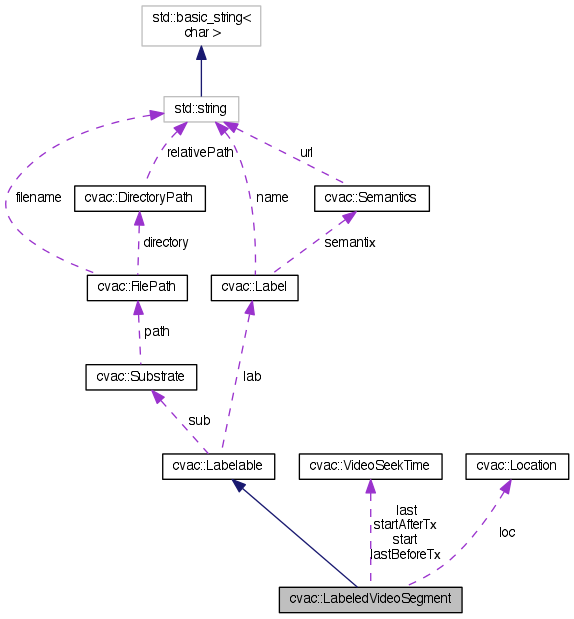 std::basic_string<
char >
std::string
relativePath
url
filename
cvac::DirectoryPath
name
cvac::Semantics
directory
semantix
cvac::FilePath
cvac::Label
path
cvac::Substrate
lab
sub
cvac::Labelable
cvac::VideoSeekTime
cvac::Location
last
startAfterTx
start
lastBeforeTx
loc
cvac::LabeledVideoSegment